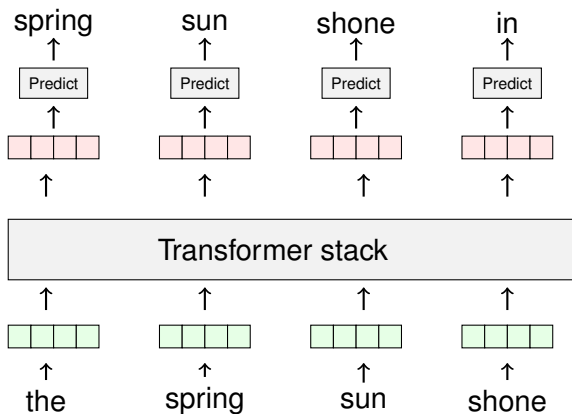 spring sun shone in
Predict Predict Predict Predict
Transformer stack
the spring sun shone